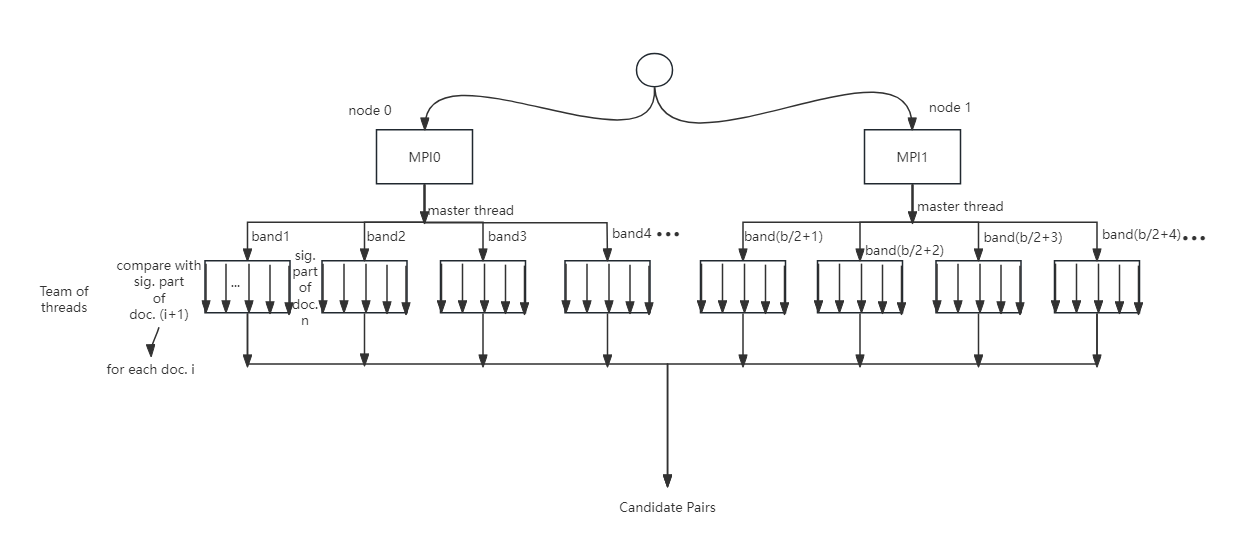 node 0
node 1
MPI0
MPI1
master thread
master thread
band1
band2
band3
band4 •••
band(b/2+1)
band(b/2+2)
band(b/2+3)
band(b/2+4)•••
Team of
threads
compare with
sig. part
of
doc. (i+1)
...
sig.
part
of
doc.
n
for each doc. i
Candidate Pairs